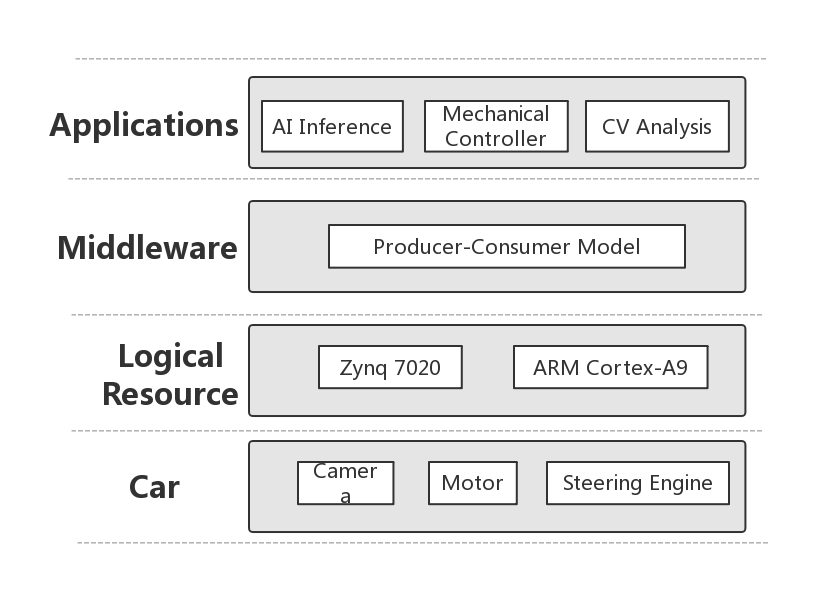 Applications
AI Inference
Mechanical
Controller
CV Analysis
Middleware
Producer-Consumer Model
Logical
Resource
Zynq 7020
ARM Cortex-A9
Car
Camer
a
Motor
Steering Engine